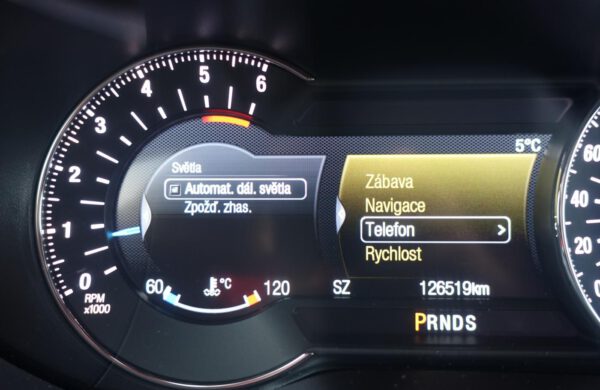 0
1
2
3
4
5
6
RPM
x1000
Světla
Automat. dál. světla
Zpožď. zhas.
60
°C
120
5°C
Zábava
Navigace
Telefon >
Rychlost
SZ
126519km
PRNDS
60
40
20
0